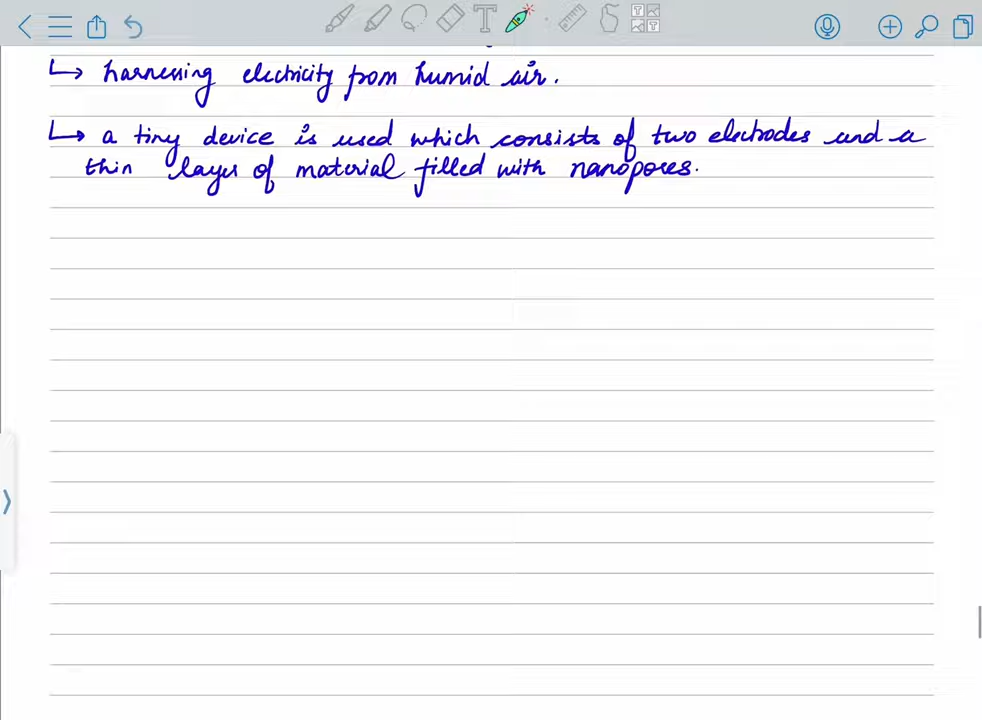 ↳ harnessing electricity from humid air.
↳ a tiny device is used which consists of two electrodes and a
thin layer of material filled with nanopores.